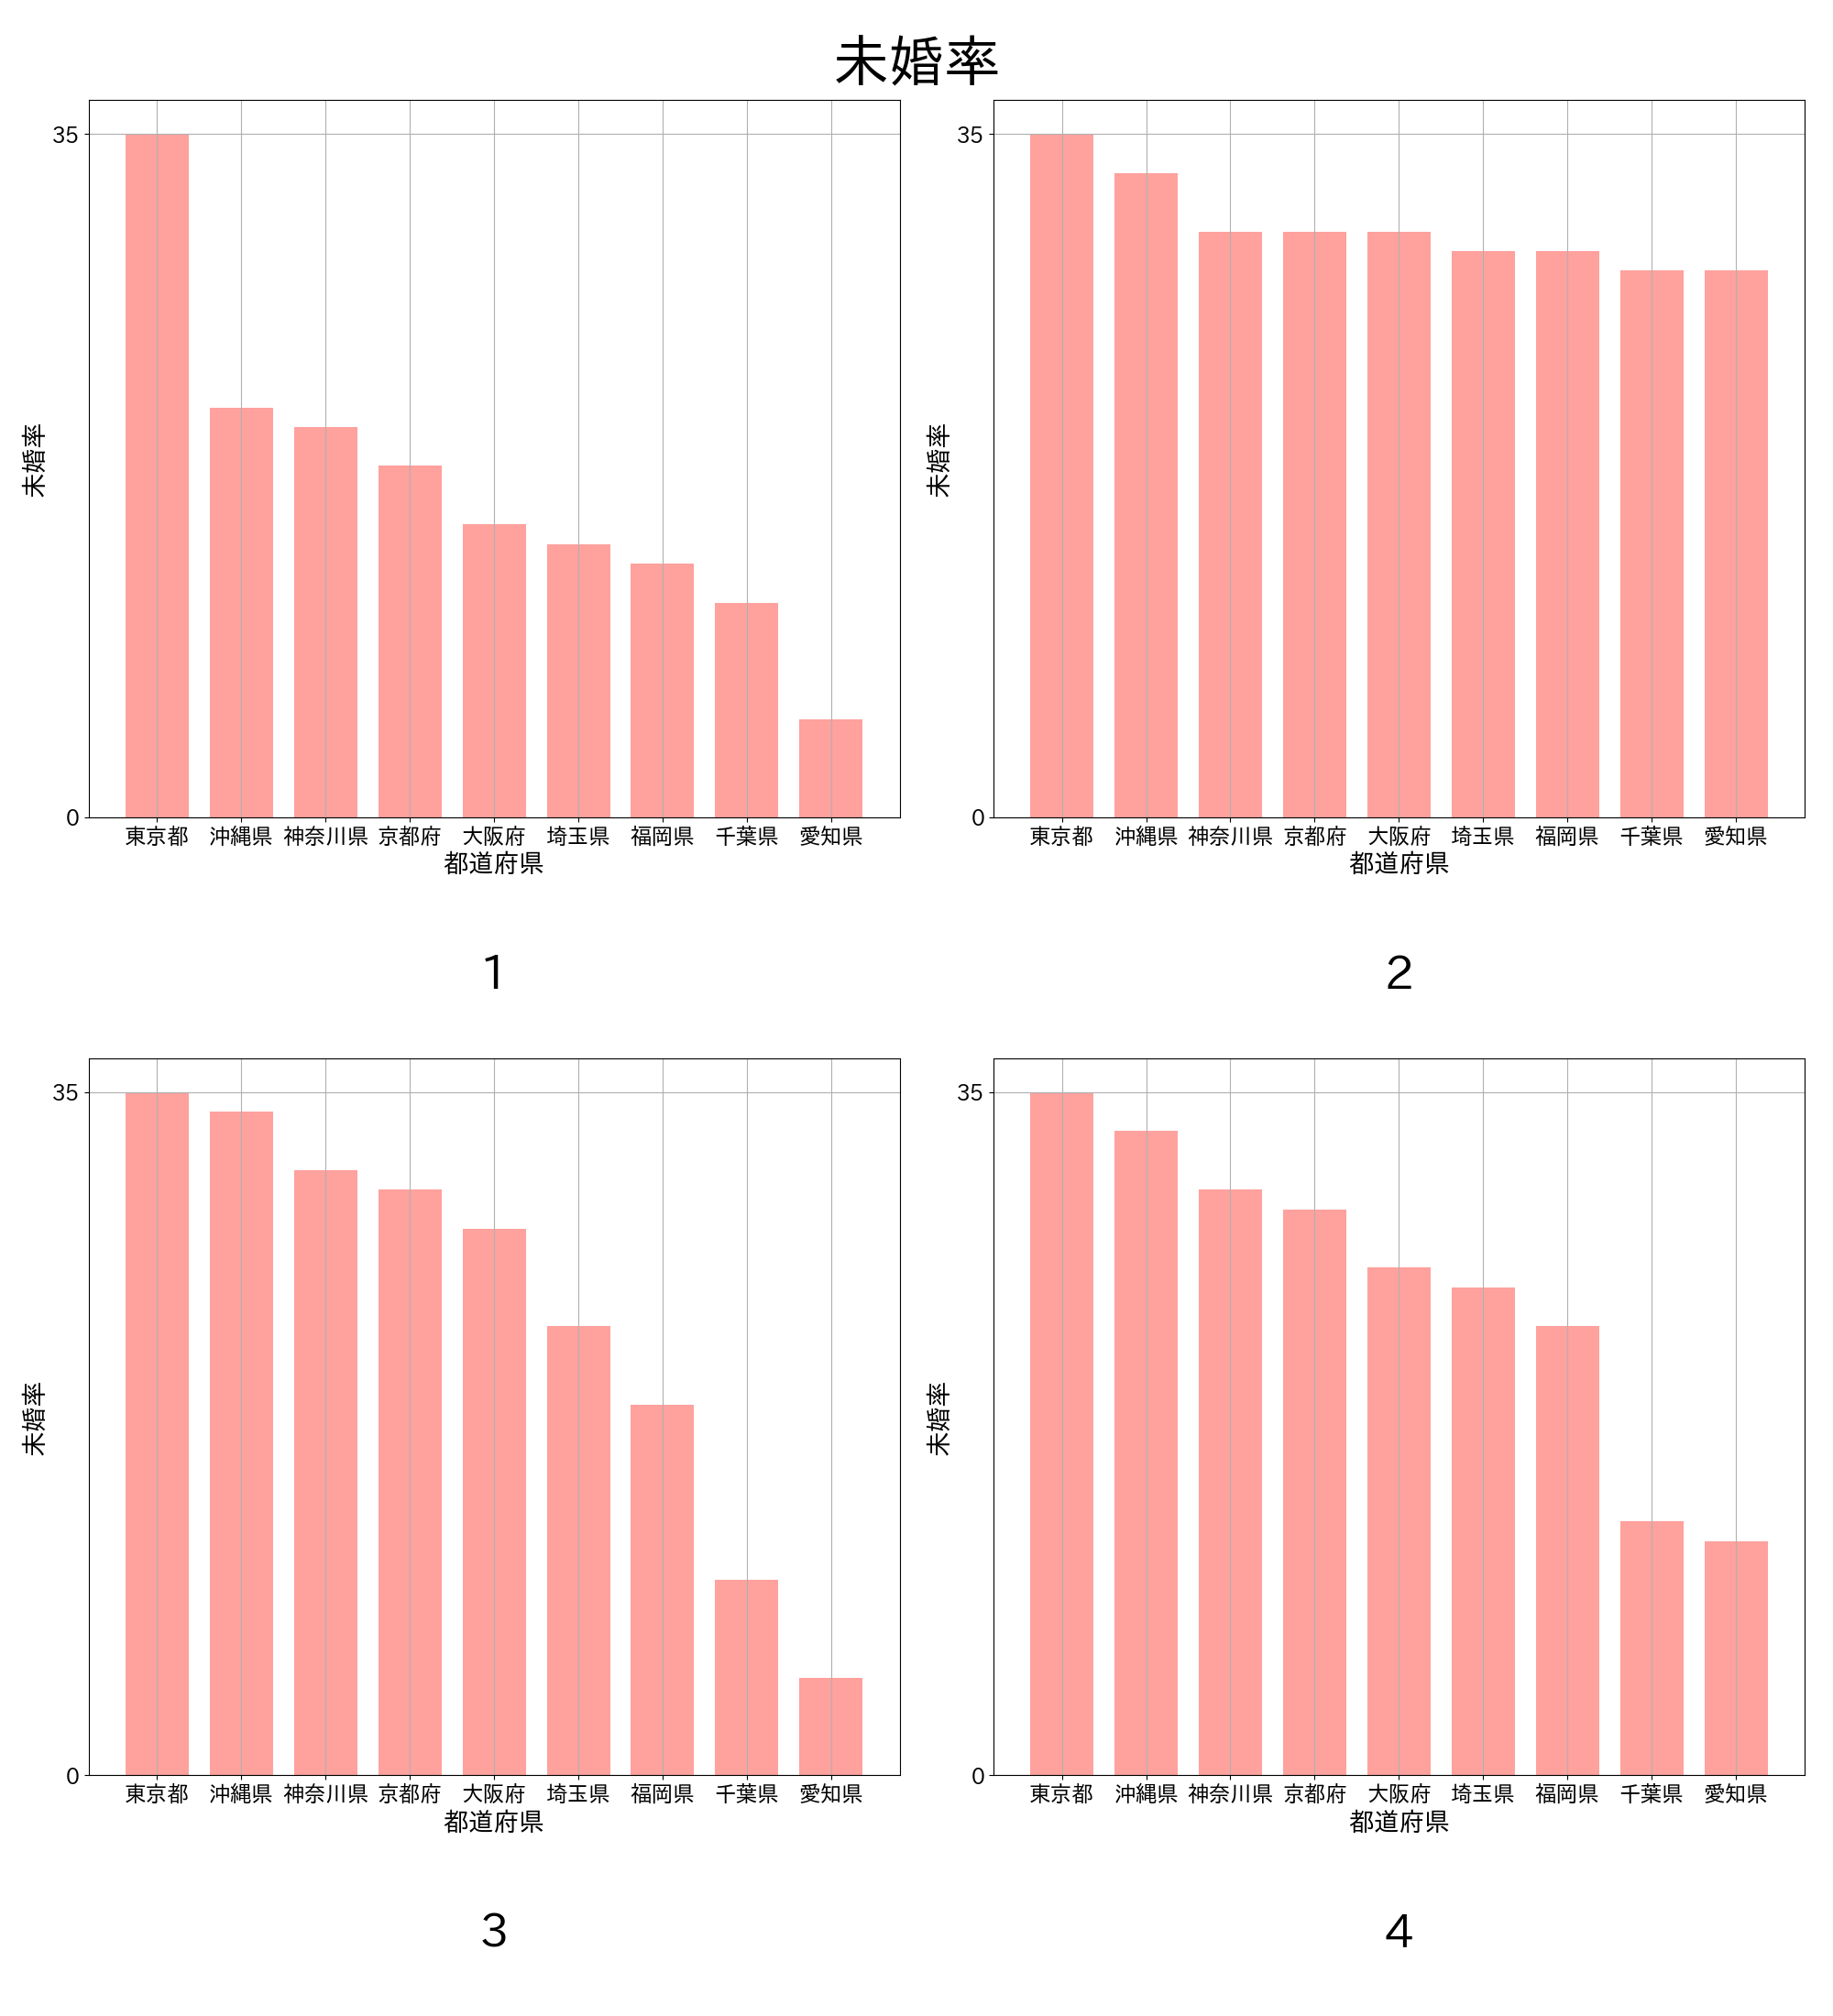 未婚率
35
未婚率
0
東京都 沖縄県 神奈川県 京都府 大阪府 埼玉県 福岡県 千葉県 愛知県
都道府県
1
35
未婚率
0
東京都 沖縄県 神奈川県 京都府 大阪府 埼玉県 福岡県 千葉県 愛知県
都道府県
2
35
未婚率
0
東京都 沖縄県 神奈川県 京都府 大阪府 埼玉県 福岡県 千葉県 愛知県
都道府県
3
35
未婚率
0
東京都 沖縄県 神奈川県 京都府 大阪府 埼玉県 福岡県 千葉県 愛知県
都道府県
4